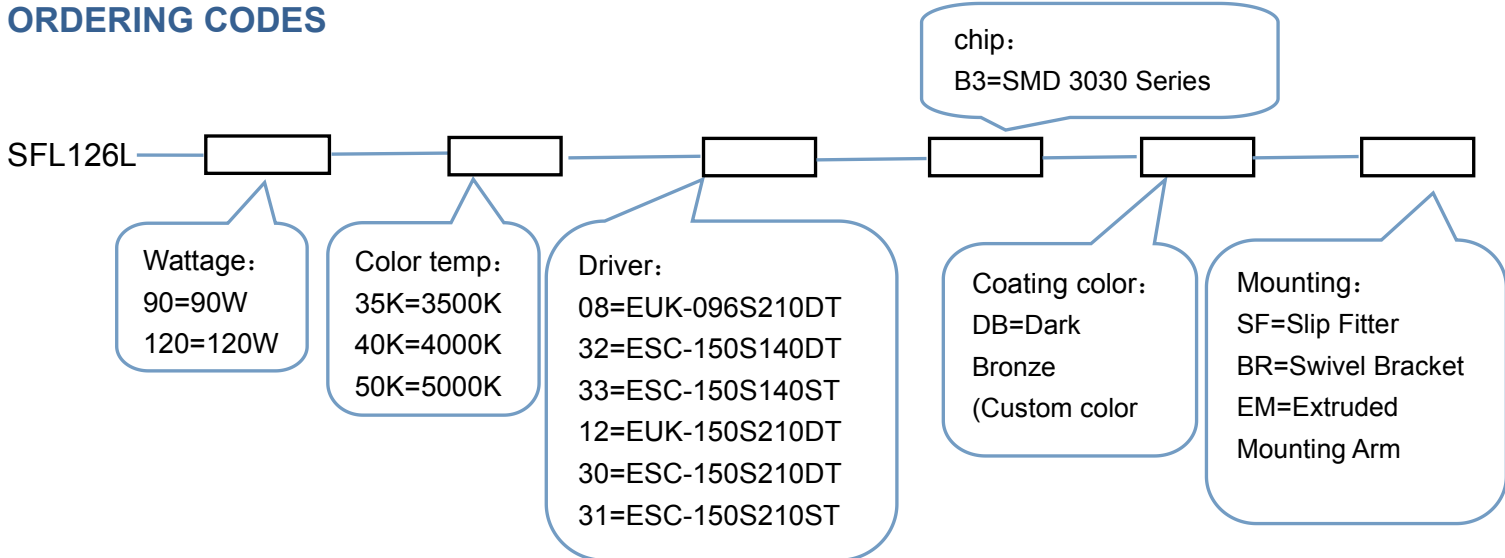 ORDERING CODES
chip：
B3=SMD 3030 Series
SFL126L
Wattage：
90=90W
120=120W
Color temp：
35K=3500K
40K=4000K
50K=5000K
Driver：
08=EUK-096S210DT
32=ESC-150S140DT
33=ESC-150S140ST
12=EUK-150S210DT
30=ESC-150S210DT
31=ESC-150S210ST
Coating color：
DB=Dark
Bronze
(Custom color
Mounting：
SF=Slip Fitter
BR=Swivel Bracket
EM=Extruded
Mounting Arm